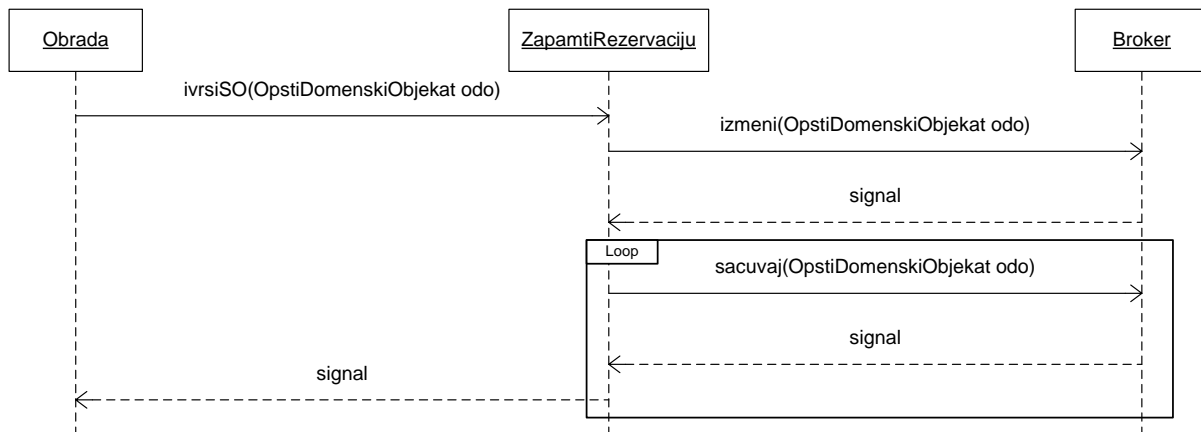 Obrada
ZapamtiRezervaciju
Broker
ivrsiSO(OpstiDomenskiObjekat odo)
izmeni(OpstiDomenskiObjekat odo)
signal
Loop
sacuvaj(OpstiDomenskiObjekat odo)
signal
signal